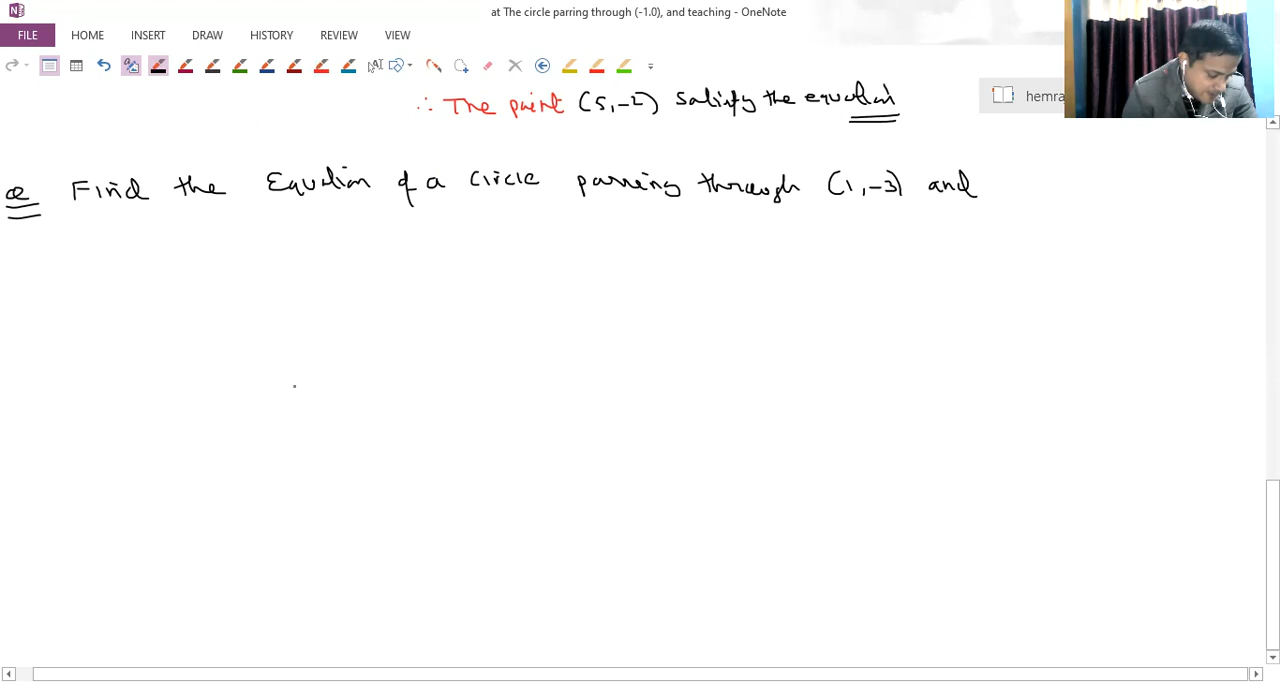 at The circle parring through (-1.0), and teaching - OneNote
FILE HOME INSERT DRAW HISTORY REVIEW VIEW
hemra
∴ The point (5,-2) satisfy the equation
Q Find the Equation of a circle passing through (1,-3) and